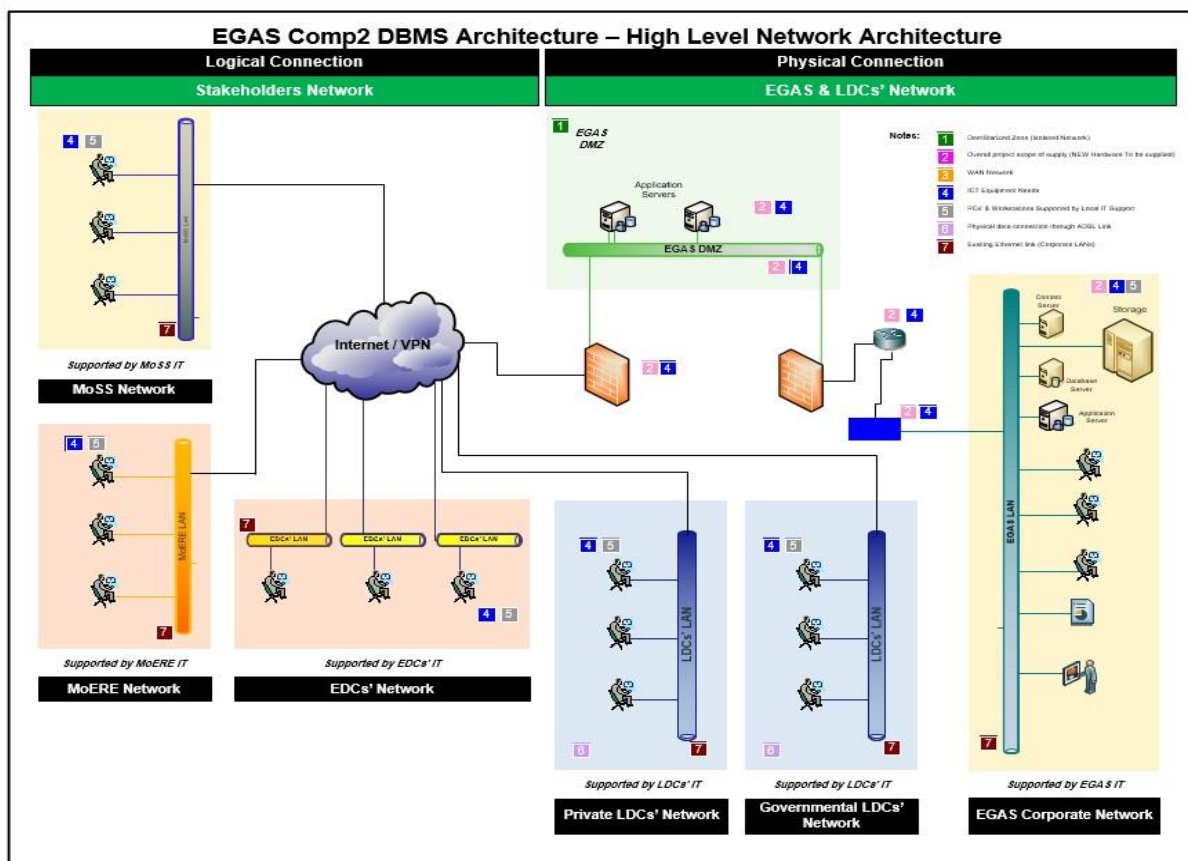 EGAS Comp2 DBMS Architecture – High Level Network Architecture
Logical Connection
Physical Connection
Stakeholders Network
EGAS & LDCs' Network
4 5
7
Supported by MoSS IT
MoSS Network
4 5
MoERE LAN
7
Supported by MoERE IT
MoERE Network
Internet / VPN
7
EDCs' LAN
EDCs' LAN
EDCs' LAN
4 5
Supported by EDCs' IT
EDCs' Network
1
EGAS
DMZ
Application
Servers
2 4
EGAS DMZ
2 4
2 4
2 4
2 4
Notes:
1 Demilitarized Zone (Isolated Network)
2 Overall project scope of supply (NEW Hardware To be supplied)
3 WAN Network
4 ICT Equipment Needs
5 PCs' & Workstations Supported by Local IT Support
6 Physical data connection through ADSL Link
7 Existing Ethernet link (Corporate LANs)
4 5
LDCs' LAN
6
7
Supported by LDCs' IT
Private LDCs' Network
4 5
LDCs' LAN
6
7
Supported by LDCs' IT
Governmental LDCs'
Network
2 4 5
Domain
Server
Storage
Database
Server
Application
Server
EGAS LAN
7
Supported by EGAS IT
EGAS Corporate Network